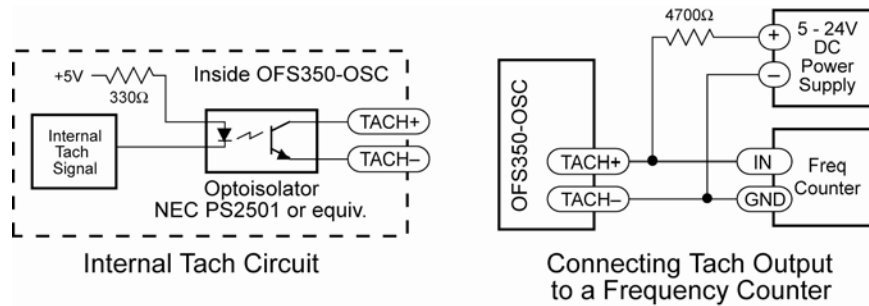 +5V
330Ω
Inside OFS350-OSC
Internal
Tach
Signal
TACH+
TACH–
Optoisolator
NEC PS2501 or equiv.
Internal Tach Circuit
4700Ω
+
–
5 - 24V
DC
Power
Supply
OFS350-OSC
TACH+
TACH–
IN
GND
Freq
Counter
Connecting Tach Output
to a Frequency Counter